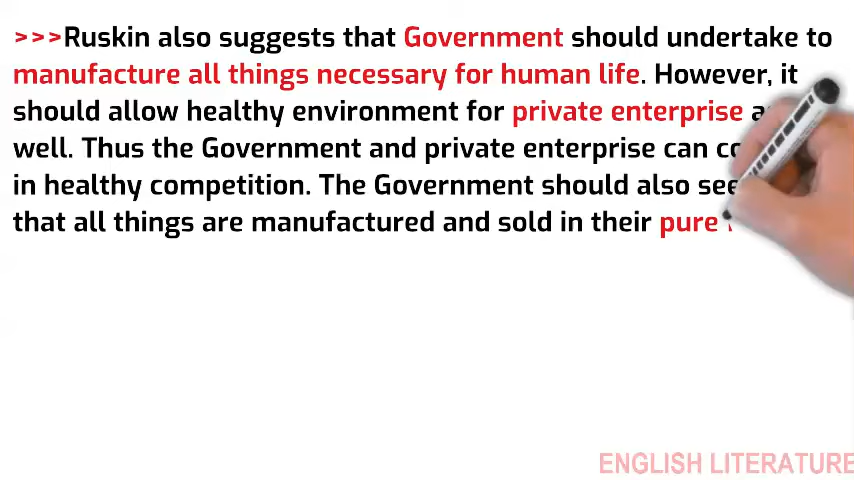 >>>Ruskin also suggests that Government should undertake to
manufacture all things necessary for human life. However, it
should allow healthy environment for private enterprise
well. Thus the Government and private enterprise can
in healthy competition. The Government should also
that all things are manufactured and sold in their pure
ENGLISH LITERATURE